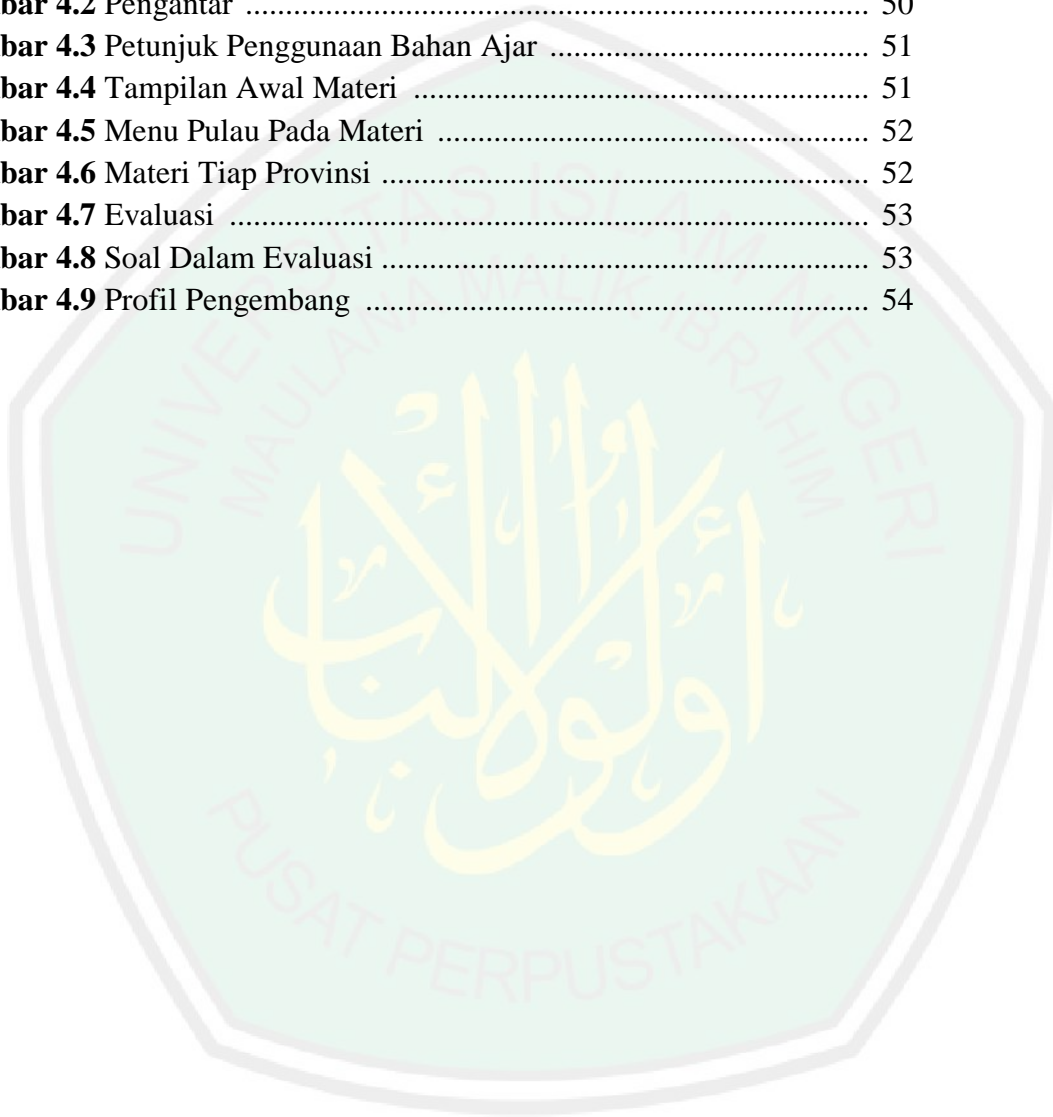 bar 4.2 Pengantar .......................................................................... 50
bar 4.3 Petunjuk Penggunaan Bahan Ajar ...................................... 51
bar 4.4 Tampilan Awal Materi ...................................................... 51
bar 4.5 Menu Pulau Pada Materi ................................................... 52
bar 4.6 Materi Tiap Provinsi .......................................................... 52
bar 4.7 Evaluasi ............................................................................ 53
bar 4.8 Soal Dalam Evaluasi .......................................................... 53
bar 4.9 Profil Pengembang ............................................................ 54
UNIVERSITAS ISLAM NEGERI
MAULANA MALIK IBRAHIM
أولوا الألباب
PUSAT PERPUSTAKAAN